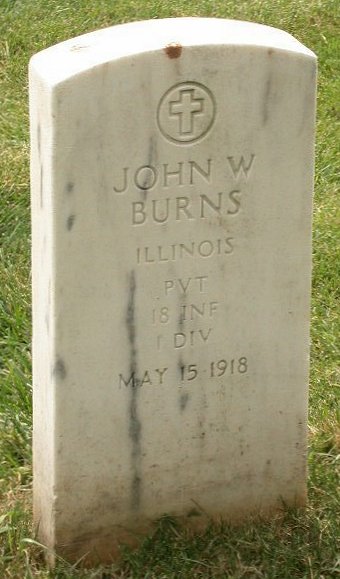 JOHN W
BURNS
ILLINOIS
PVT
18 INF
1 DIV
MAY 15 1918